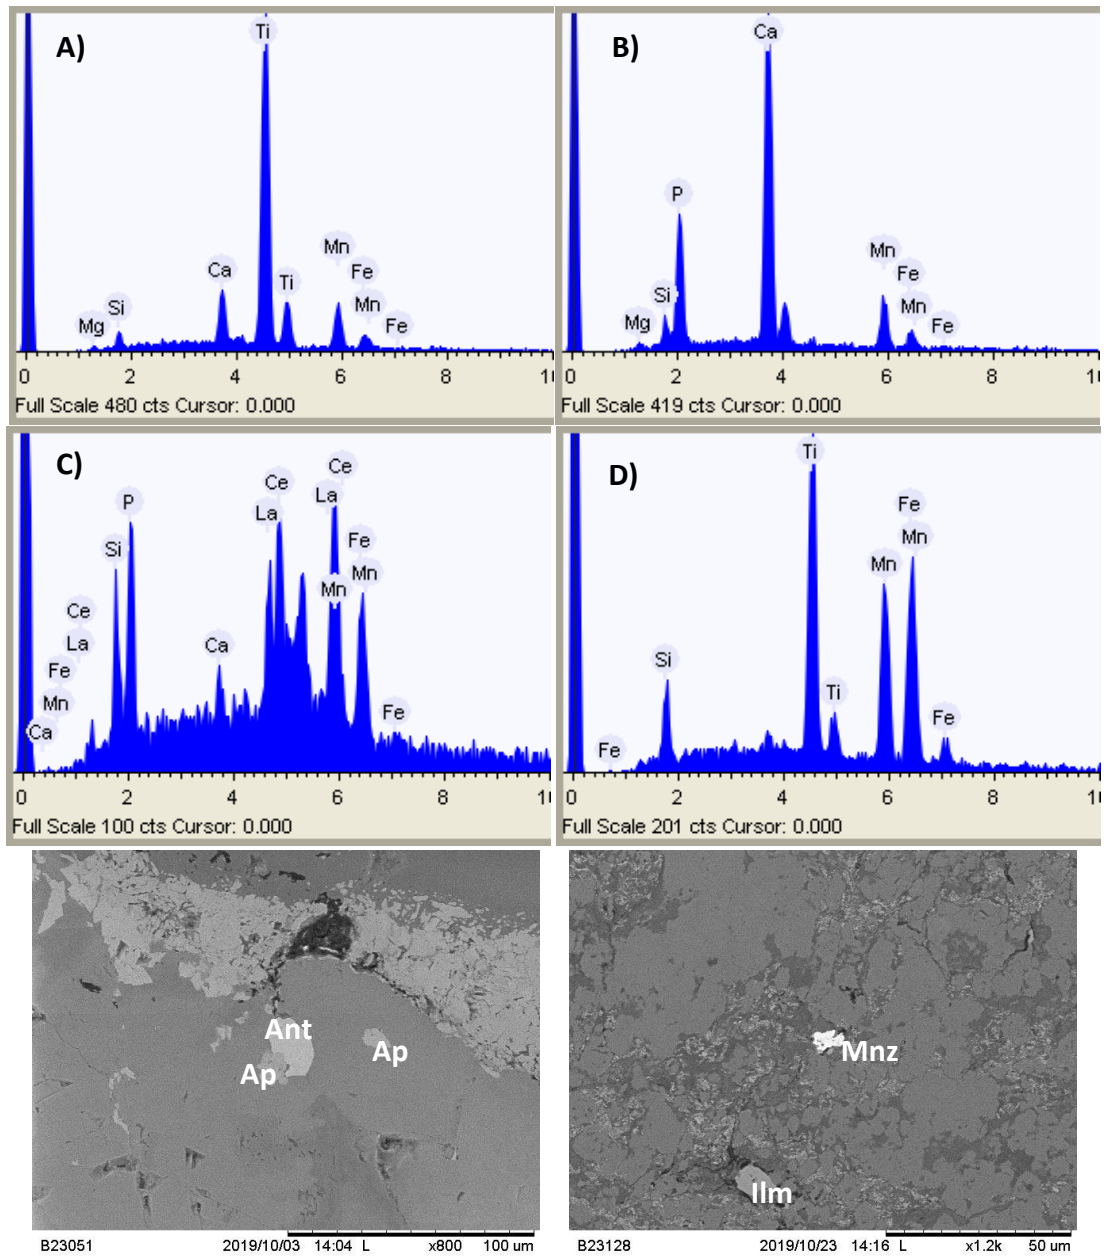 A)
Ti
Ca
Ti
Mn
Fe
Mn
Fe
Si
Mg
0 2 4 6 8 1
Full Scale 480 cts Cursor: 0.000
B)
Ca
P
Si
Mg
Mn
Fe
Mn
Fe
0 2 4 6 8 1
Full Scale 419 cts Cursor: 0.000
C)
Ce
La
Fe
Mn
Ca
Si
P
Ca
Ce
La
Ce
La
Mn
Fe
Mn
Fe
0 2 4 6 8 1
Full Scale 100 cts Cursor: 0.000
D)
Ti
Fe
Mn
Mn
Si
Ti
Fe
Fe
0 2 4 6 8 1
Full Scale 201 cts Cursor: 0.000
Ant
Ap
Ap
B23051 2019/10/03 14:04 L x800 100 um
Mnz
Ilm
B23128 2019/10/23 14:16 L x1.2k 50 um